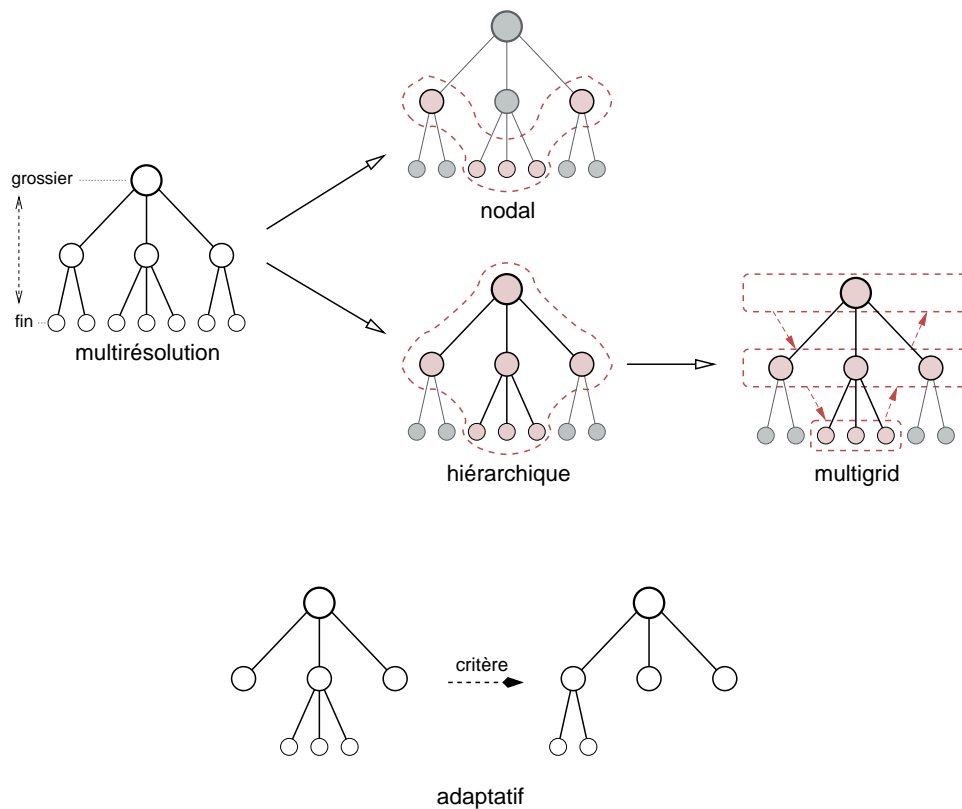 nodal
grossier
fin
multirésolution
hiérarchique
multigrid
critère
adaptatif